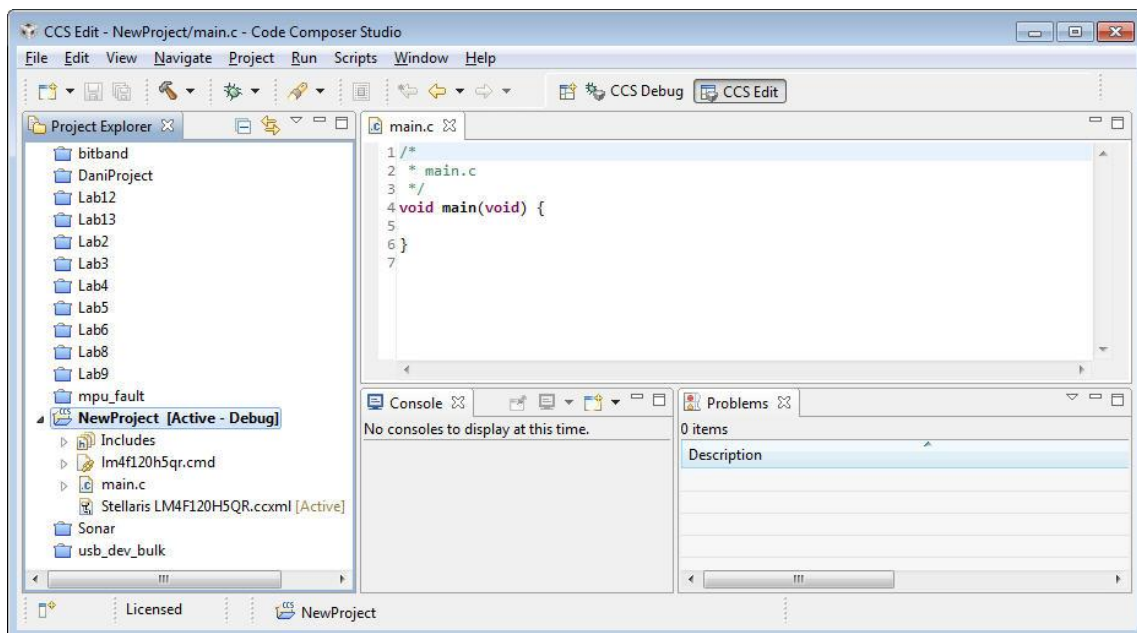 CCS Edit - NewProject/main.c - Code Composer Studio
File Edit View Navigate Project Run Scripts Window Help
CCS Debug CCS Edit
Project Explorer
bitband
DaniProject
Lab12
Lab13
Lab2
Lab3
Lab4
Lab5
Lab6
Lab8
Lab9
mpu_fault
NewProject [Active - Debug]
Includes
lm4f120h5qr.cmd
main.c
Stellaris LM4F120H5QR.ccxml [Active]
Sonar
usb_dev_bulk
main.c
1 /*
2  * main.c
3  */
4 void main(void) {
5
6 }
7
Console
No consoles to display at this time.
Problems
0 items
Description
Licensed
NewProject